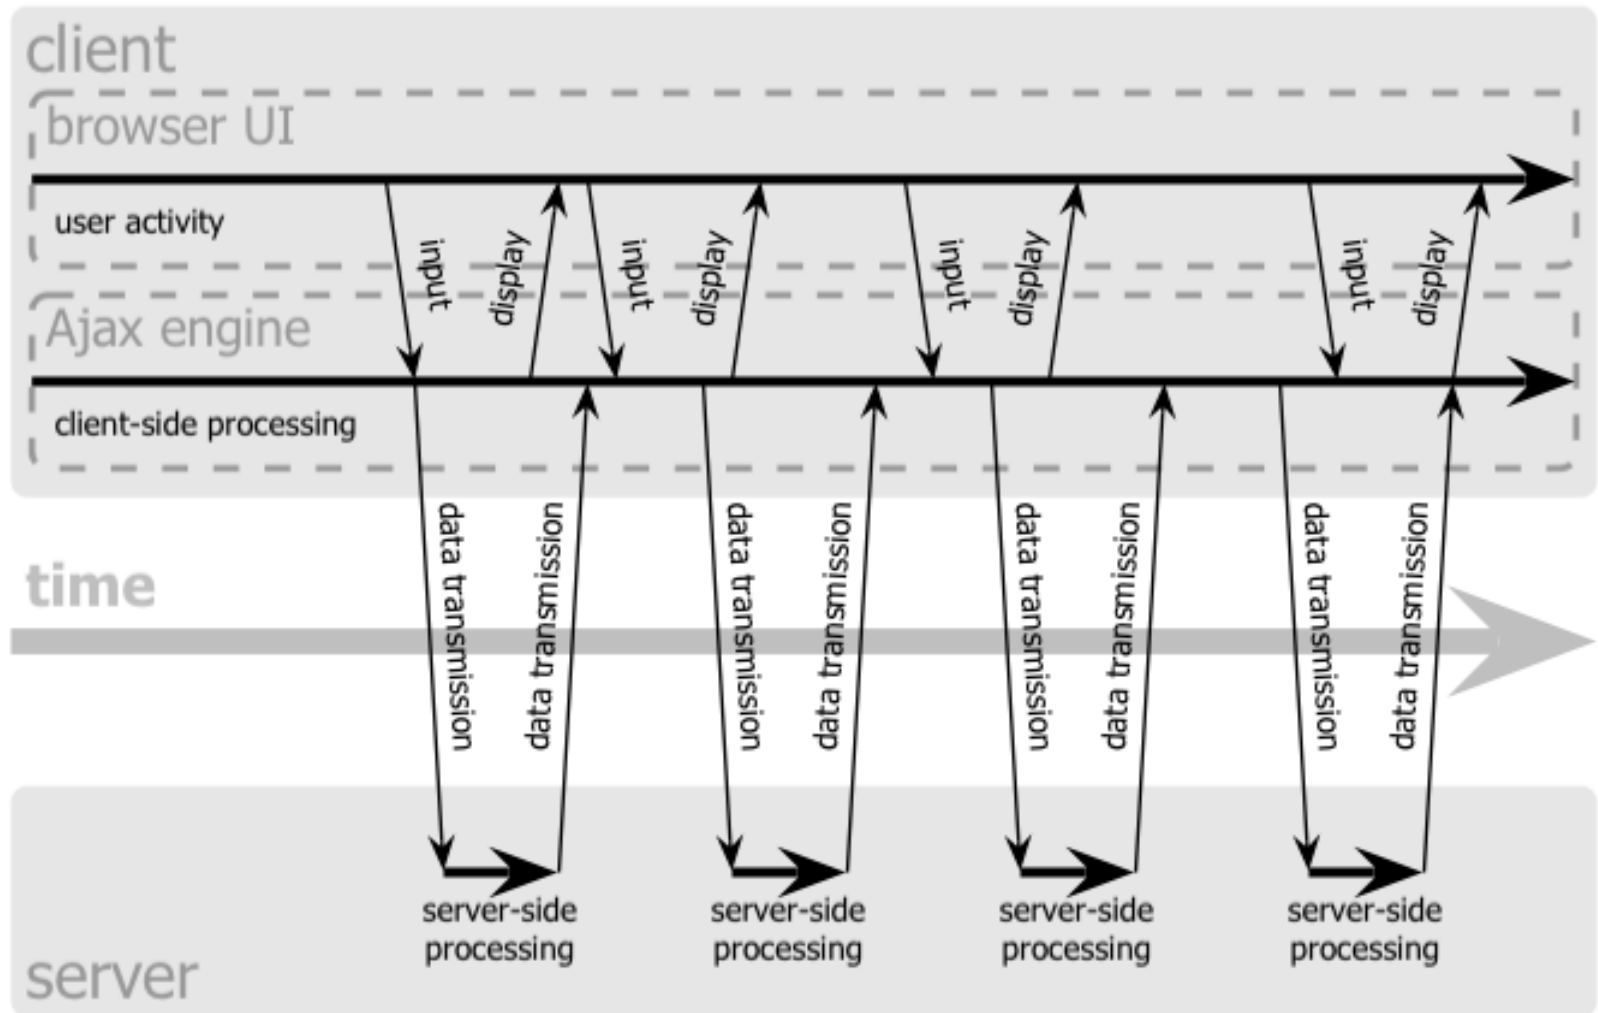 client
browser UI
user activity
input
display
input
display
input
display
input
display
Ajax engine
client-side processing
data transmission
data transmission
data transmission
data transmission
data transmission
data transmission
data transmission
data transmission
time
server-side
processing
server-side
processing
server-side
processing
server-side
processing
server